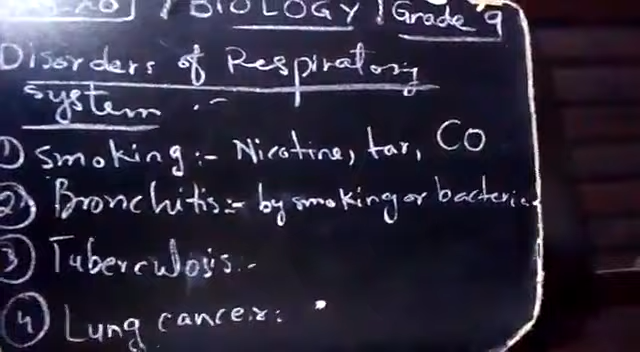 / BIOLOGY / Grade 9
Disorders of Respiratory
system :-
① Smoking :- Nicotine, tar, CO
② Bronchitis :- by smoking or bacteria
③ Tuberculosis :-
④ Lung cancer :